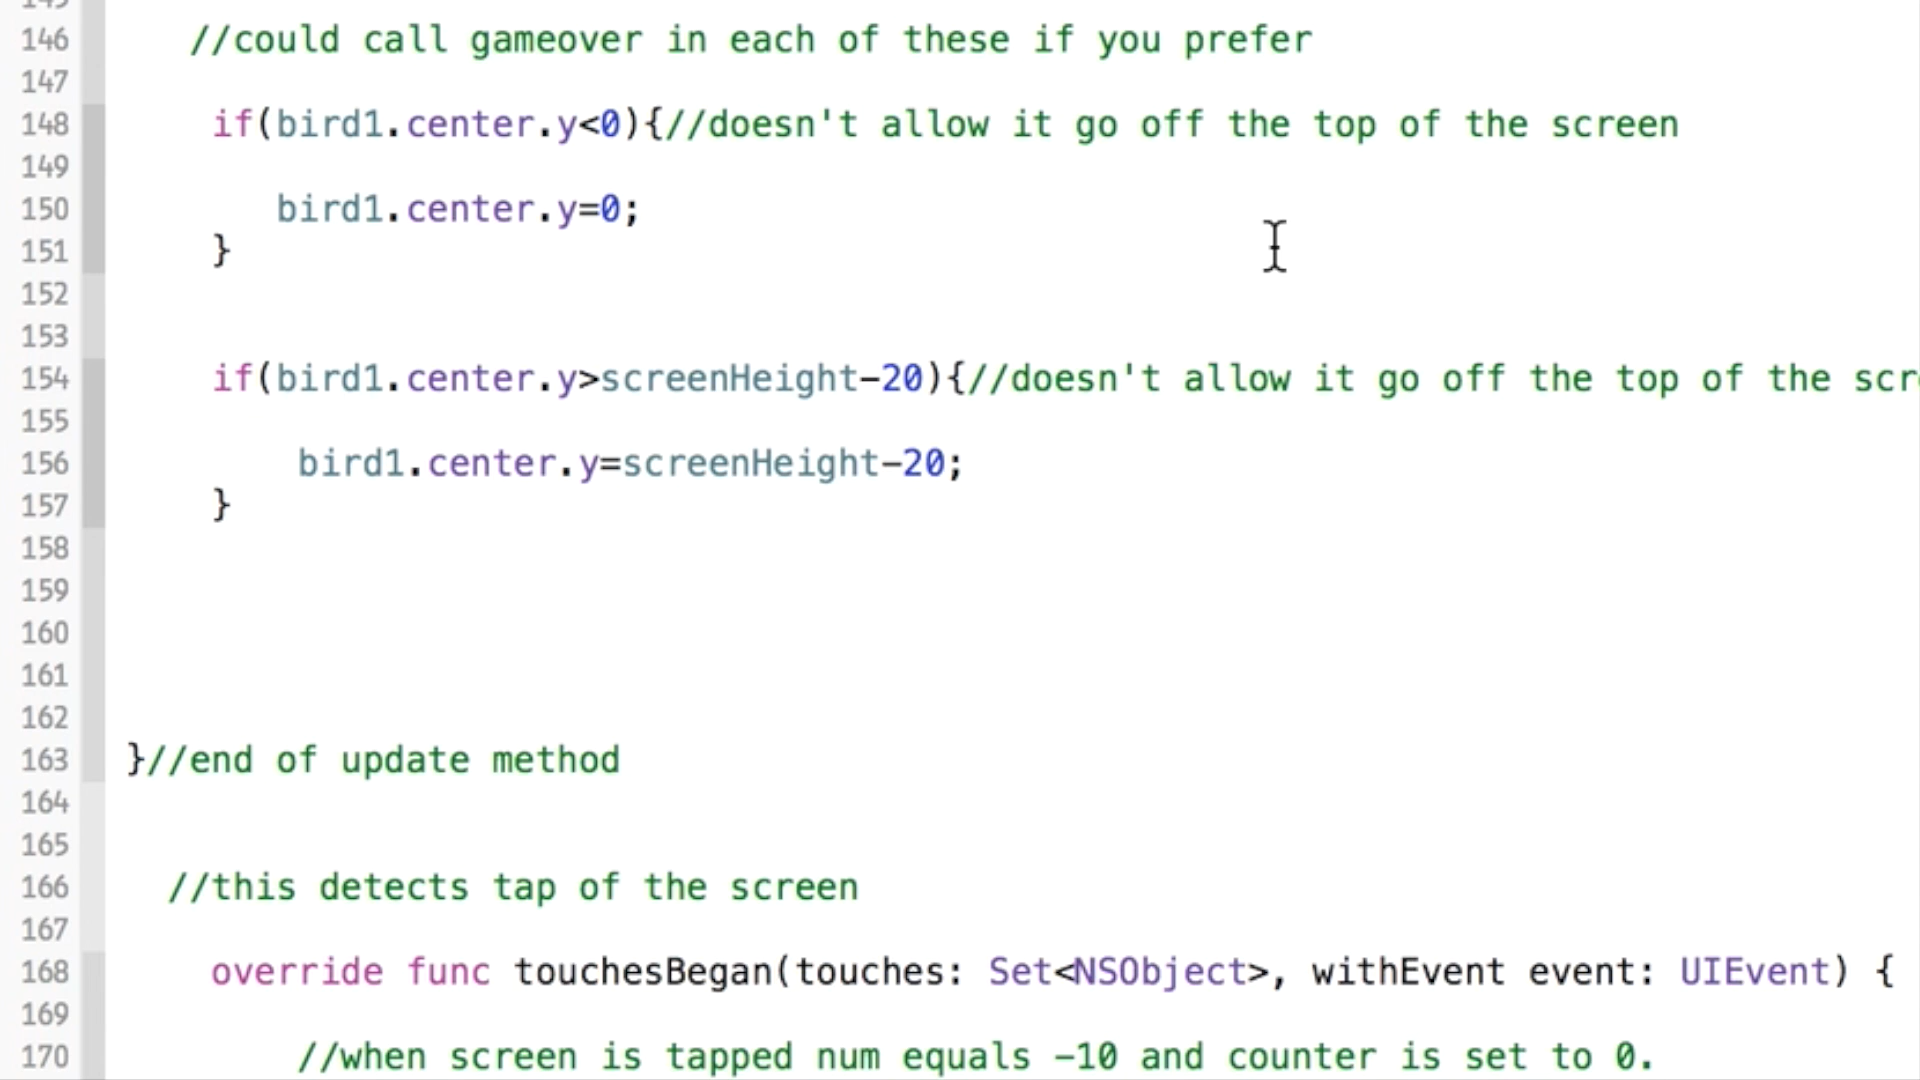 146 //could call gameover in each of these if you prefer
147
148 if(bird1.center.y<0){//doesn't allow it go off the top of the screen
149
150 bird1.center.y=0;
151 }
152
153
154 if(bird1.center.y>screenHeight-20){//doesn't allow it go off the top of the
155
156 bird1.center.y=screenHeight-20;
157 }
158
159
160
161
162
163 }//end of update method
164
165
166 //this detects tap of the screen
167
168 override func touchesBegan(touches: Set<NSObject>, withEvent event: UIEvent) {
169
170 //when screen is tapped num equals -10 and counter is set to 0.